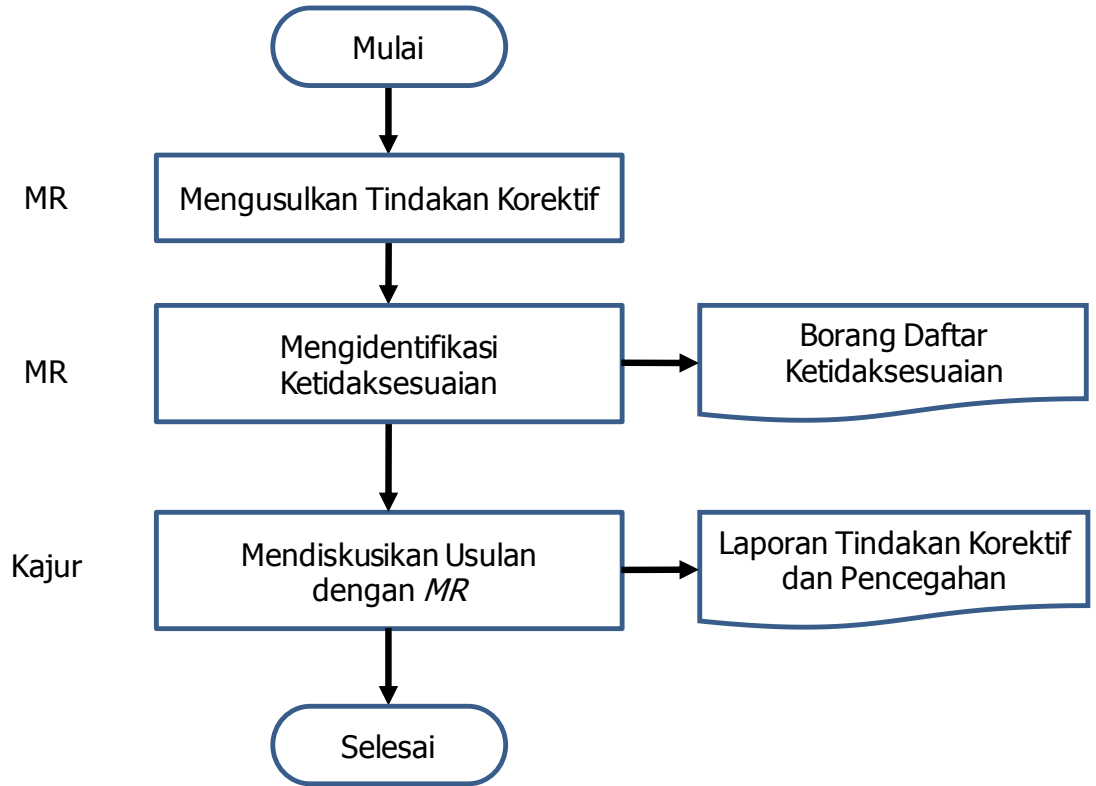 Mulai
MR
Mengusulkan Tindakan Korektif
MR
Mengidentifikasi
Ketidaksesuaian
Borang Daftar
Ketidaksesuaian
Kajur
Mendiskusikan Usulan
dengan MR
Laporan Tindakan Korektif
dan Pencegahan
Selesai